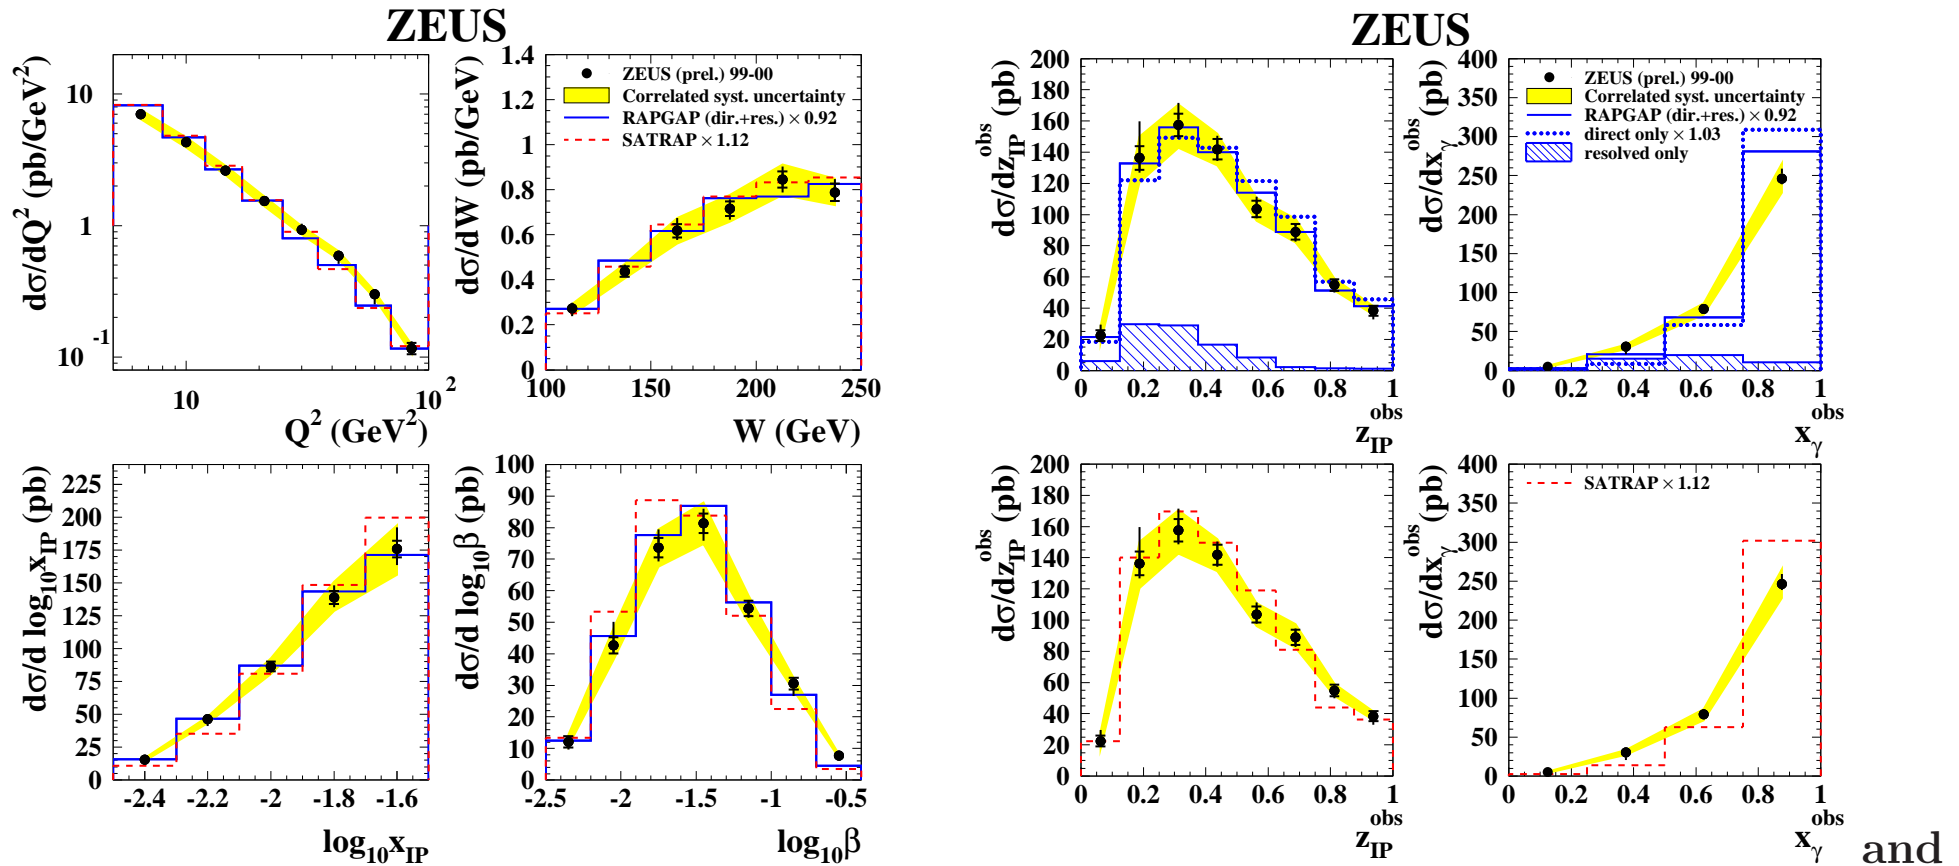 ZEUS
dσ/dQ² (pb/GeV²)
10
1
10⁻¹
10
10²
Q² (GeV²)
dσ/dW (pb/GeV)
1.4
1.2
1
0.8
0.6
0.4
0.2
0
ZEUS (prel.) 99-00
Correlated syst. uncertainty
RAPGAP (dir.+res.) × 0.92
SATRAP × 1.12
100 150 200 250
W (GeV)
dσ/d log₁₀x_IP (pb)
225
200
175
150
125
100
75
50
25
0
-2.4 -2.2 -2 -1.8 -1.6
log₁₀x_IP
dσ/d log₁₀β (pb)
100
90
80
70
60
50
40
30
20
10
0
-2.5 -2 -1.5 -1 -0.5
log₁₀β
ZEUS
dσ/dz_IP^obs (pb)
200
180
160
140
120
100
80
60
40
20
0
0 0.2 0.4 0.6 0.8 1
z_IP^obs
dσ/dx_γ^obs (pb)
400
350
300
250
200
150
100
50
0
ZEUS (prel.) 99-00
Correlated syst. uncertainty
RAPGAP (dir.+res.) × 0.92
direct only × 1.03
resolved only
0 0.2 0.4 0.6 0.8 1
x_γ^obs
dσ/dz_IP^obs (pb)
200
180
160
140
120
100
80
60
40
20
0
0 0.2 0.4 0.6 0.8 1
z_IP^obs
dσ/dx_γ^obs (pb)
400
350
300
250
200
150
100
50
0
SATRAP × 1.12
0 0.2 0.4 0.6 0.8 1
x_γ^obs
and